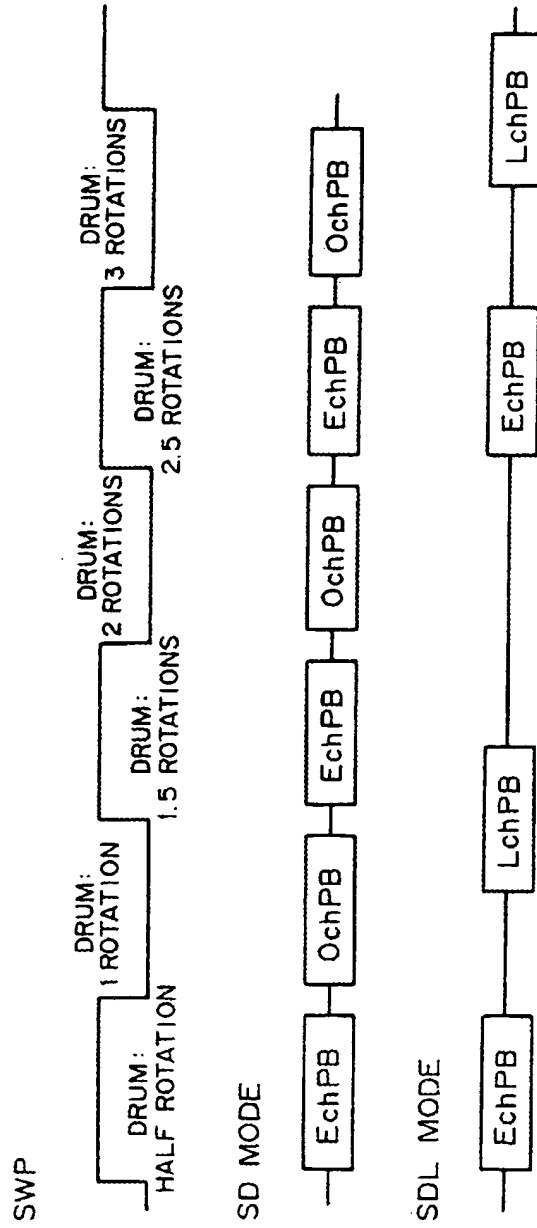 SWP
DRUM:
HALF ROTATION
DRUM:
1 ROTATION
DRUM:
1.5 ROTATIONS
DRUM:
2 ROTATIONS
DRUM:
2.5 ROTATIONS
DRUM:
3 ROTATIONS
SD MODE
EchPB
OchPB
EchPB
OchPB
EchPB
OchPB
SDL MODE
EchPB
LchPB
EchPB
LchPB